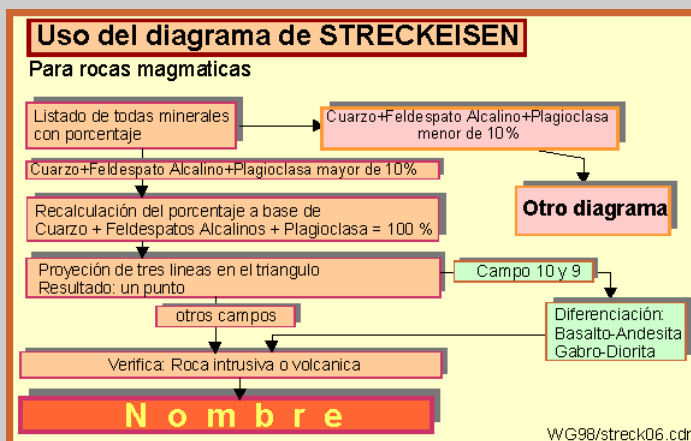 Uso del diagrama de STRECKEISEN
Para rocas magmaticas
Listado de todas minerales
con porcentaje
Cuarzo+Feldespato Alcalino+Plagioclasa
menor de 10%
Cuarzo+Feldespato Alcalino+Plagioclasa mayor de 10%
Otro diagrama
Recalculación del porcentaje a base de
Cuarzo + Feldespatos Alcalinos + Plagioclasa = 100 %
Proyeción de tres lineas en el triangulo
Resultado: un punto
Campo 10 y 9
otros campos
Diferenciación:
Basalto-Andesita
Gabro-Diorita
Verifica: Roca intrusiva o volcanica
Nombre
WG98/streck06.cdr